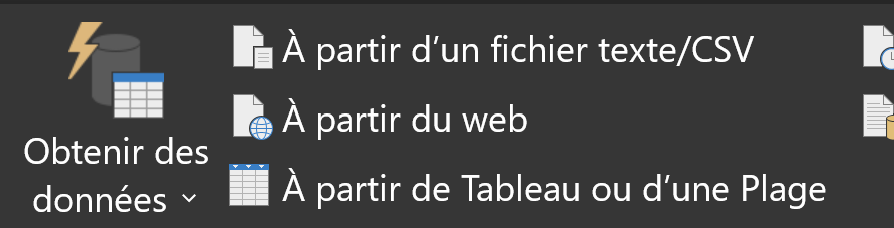 Obtenir des
données
À partir d’un fichier texte/CSV
À partir du web
À partir de Tableau ou d’une Plage